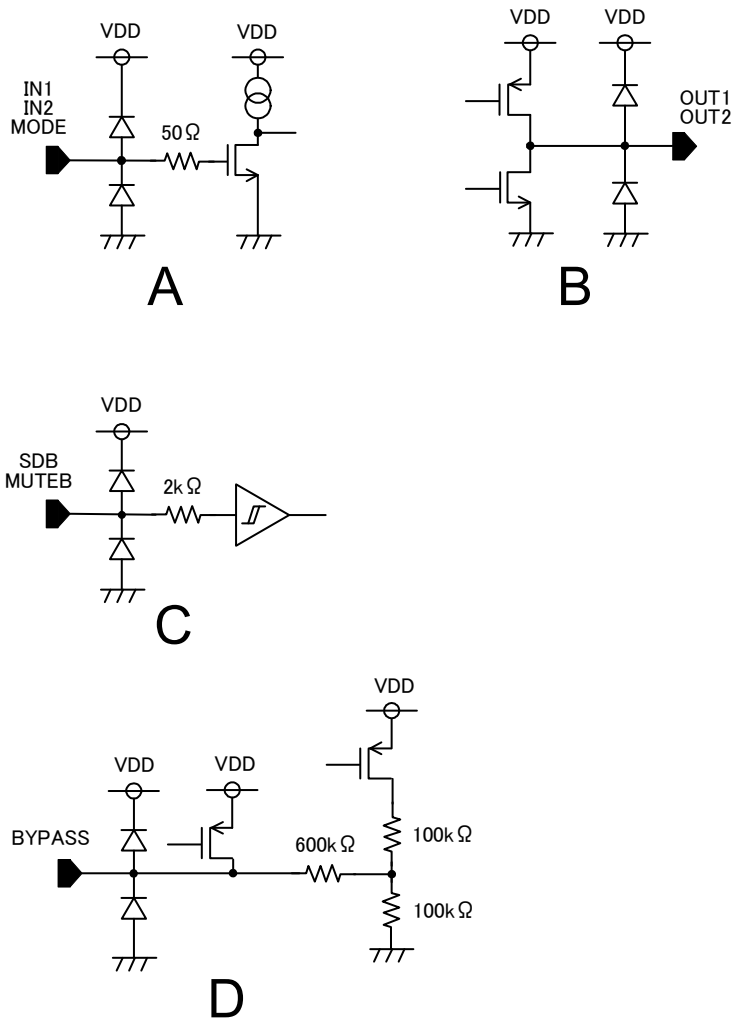 VDD
VDD
IN1
IN2
MODE
50Ω
A
VDD
VDD
OUT1
OUT2
B
VDD
SDB
MUTEB
2kΩ
C
VDD
VDD
VDD
BYPASS
600kΩ
100kΩ
100kΩ
D